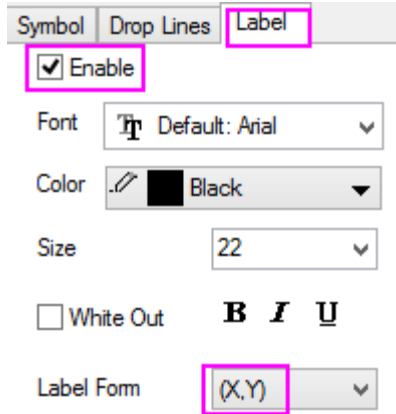 Symbol Drop Lines Label
Enable
Font Default: Arial
Color Black
Size 22
White Out B I U
Label Form (X,Y)